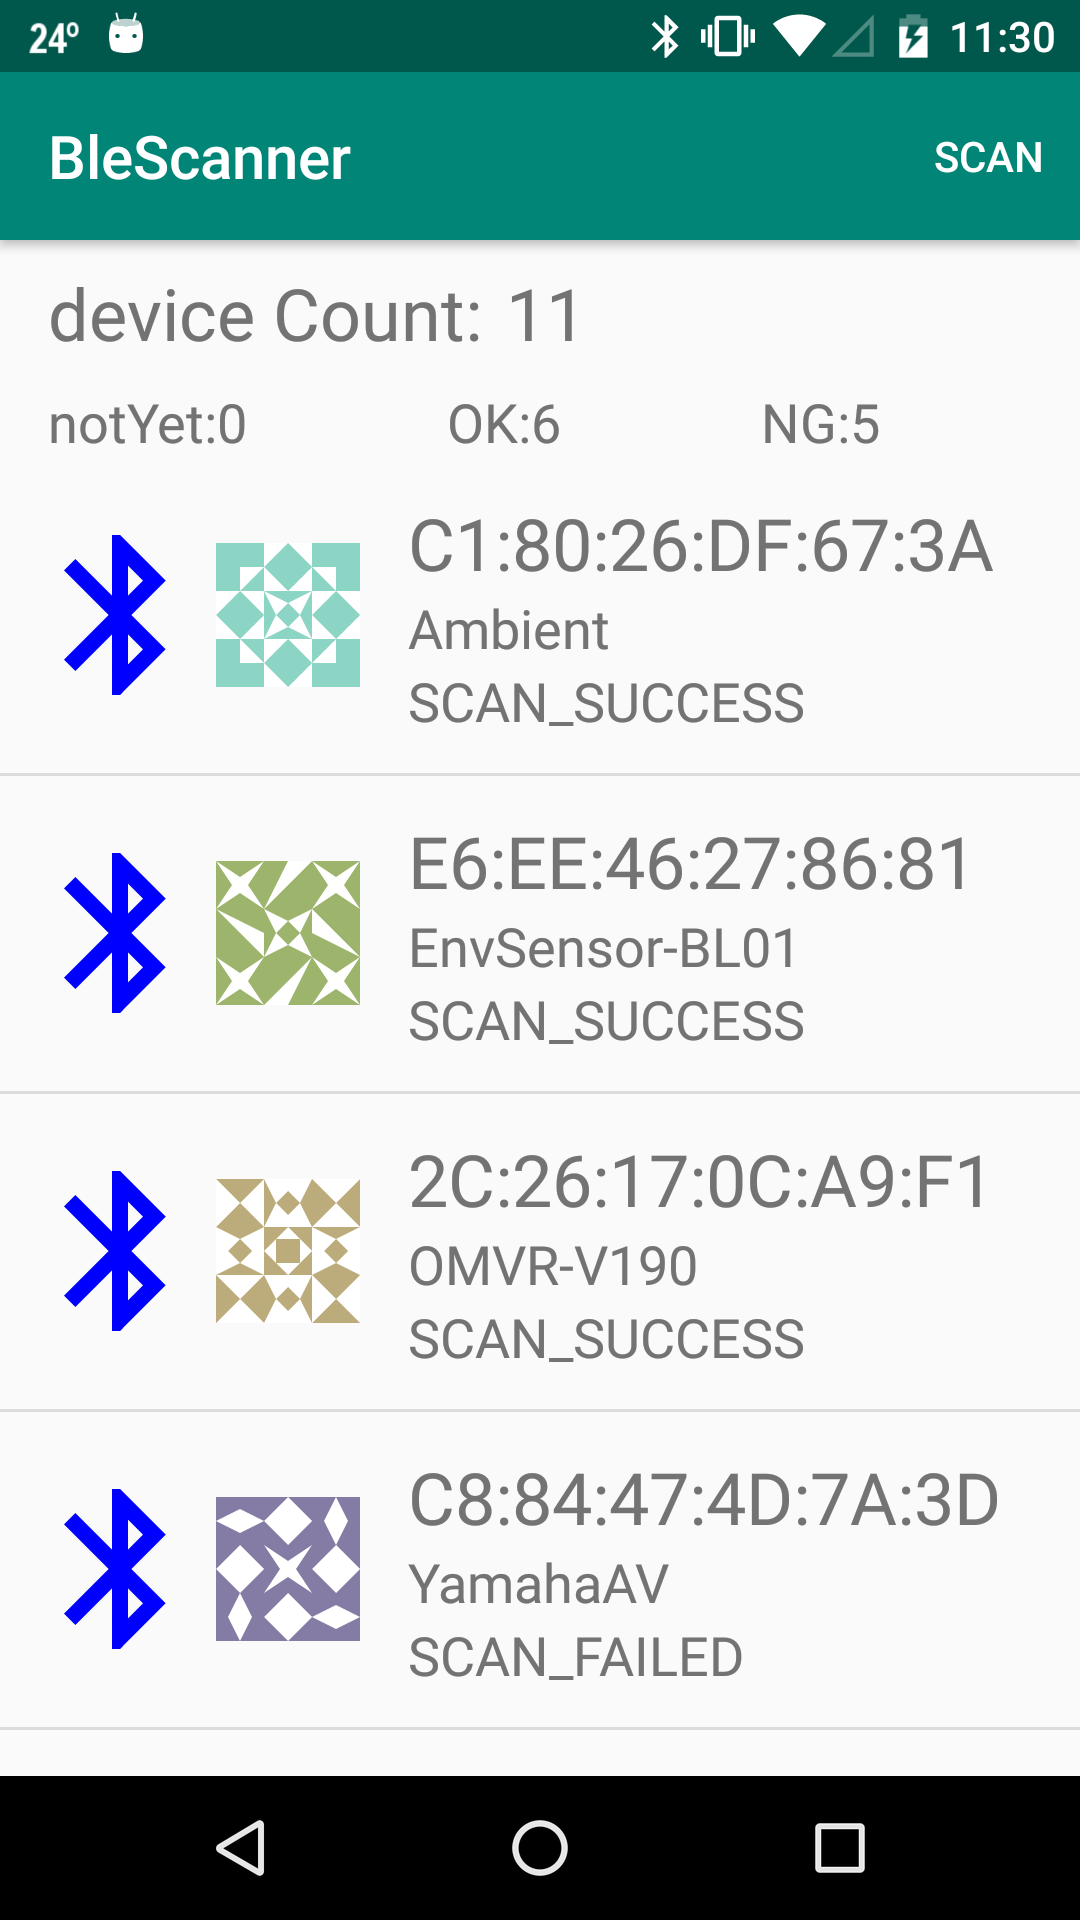 24° 11:30
BleScanner SCAN
device Count: 11
notYet:0 OK:6 NG:5
C1:80:26:DF:67:3A
Ambient
SCAN_SUCCESS
E6:EE:46:27:86:81
EnvSensor-BL01
SCAN_SUCCESS
2C:26:17:0C:A9:F1
OMVR-V190
SCAN_SUCCESS
C8:84:47:4D:7A:3D
YamahaAV
SCAN_FAILED